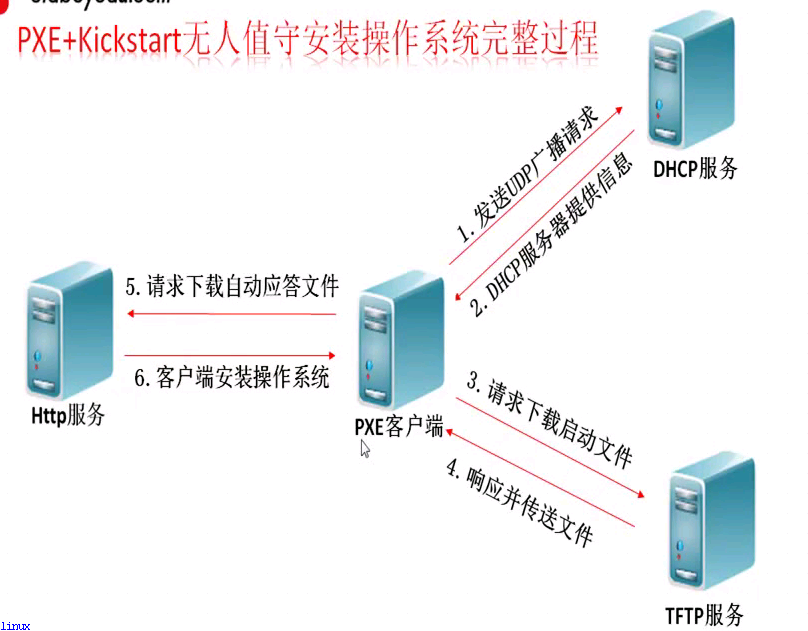 PXE+Kickstart无人值守安装操作系统完整过程
DHCP服务
1.发送UDP广播请求
2.DHCP服务器提供信息
5.请求下载自动应答文件
6.客户端安装操作系统
Http服务
PXE客户端
3.请求下载启动文件
4.响应并传送文件
TFTP服务
linux